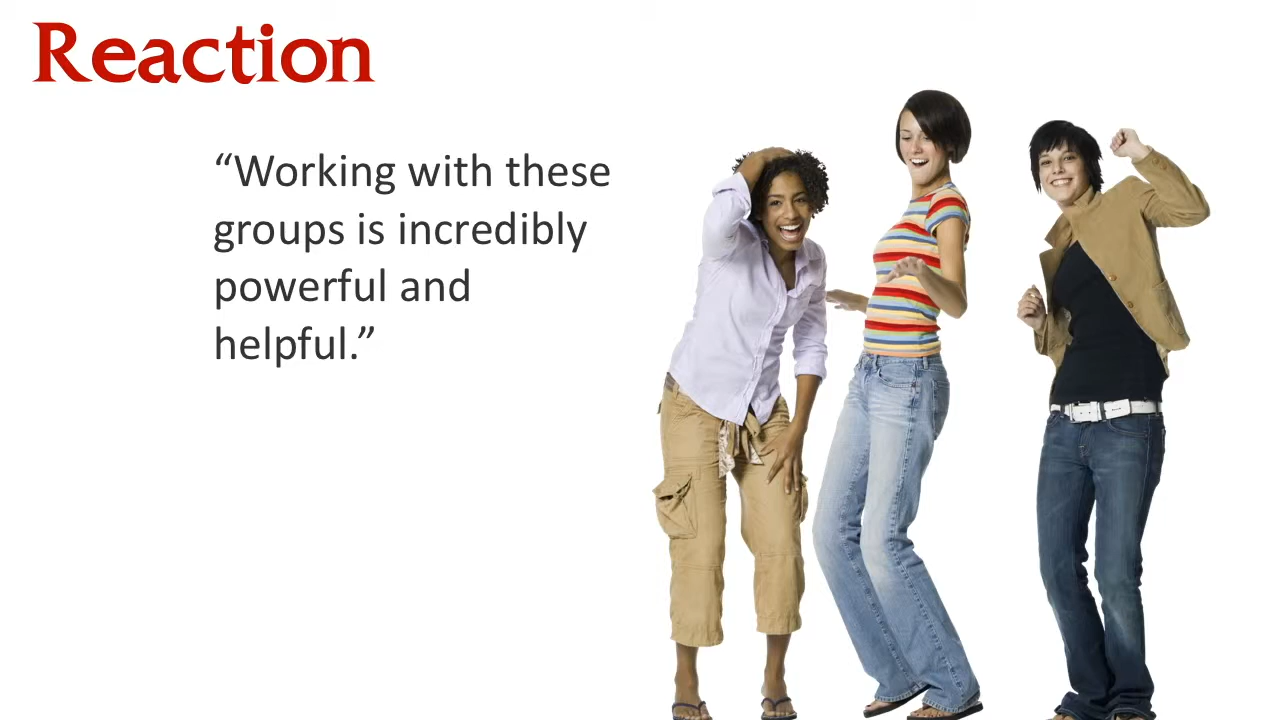 Reaction
“Working with these
groups is incredibly
powerful and
helpful.”